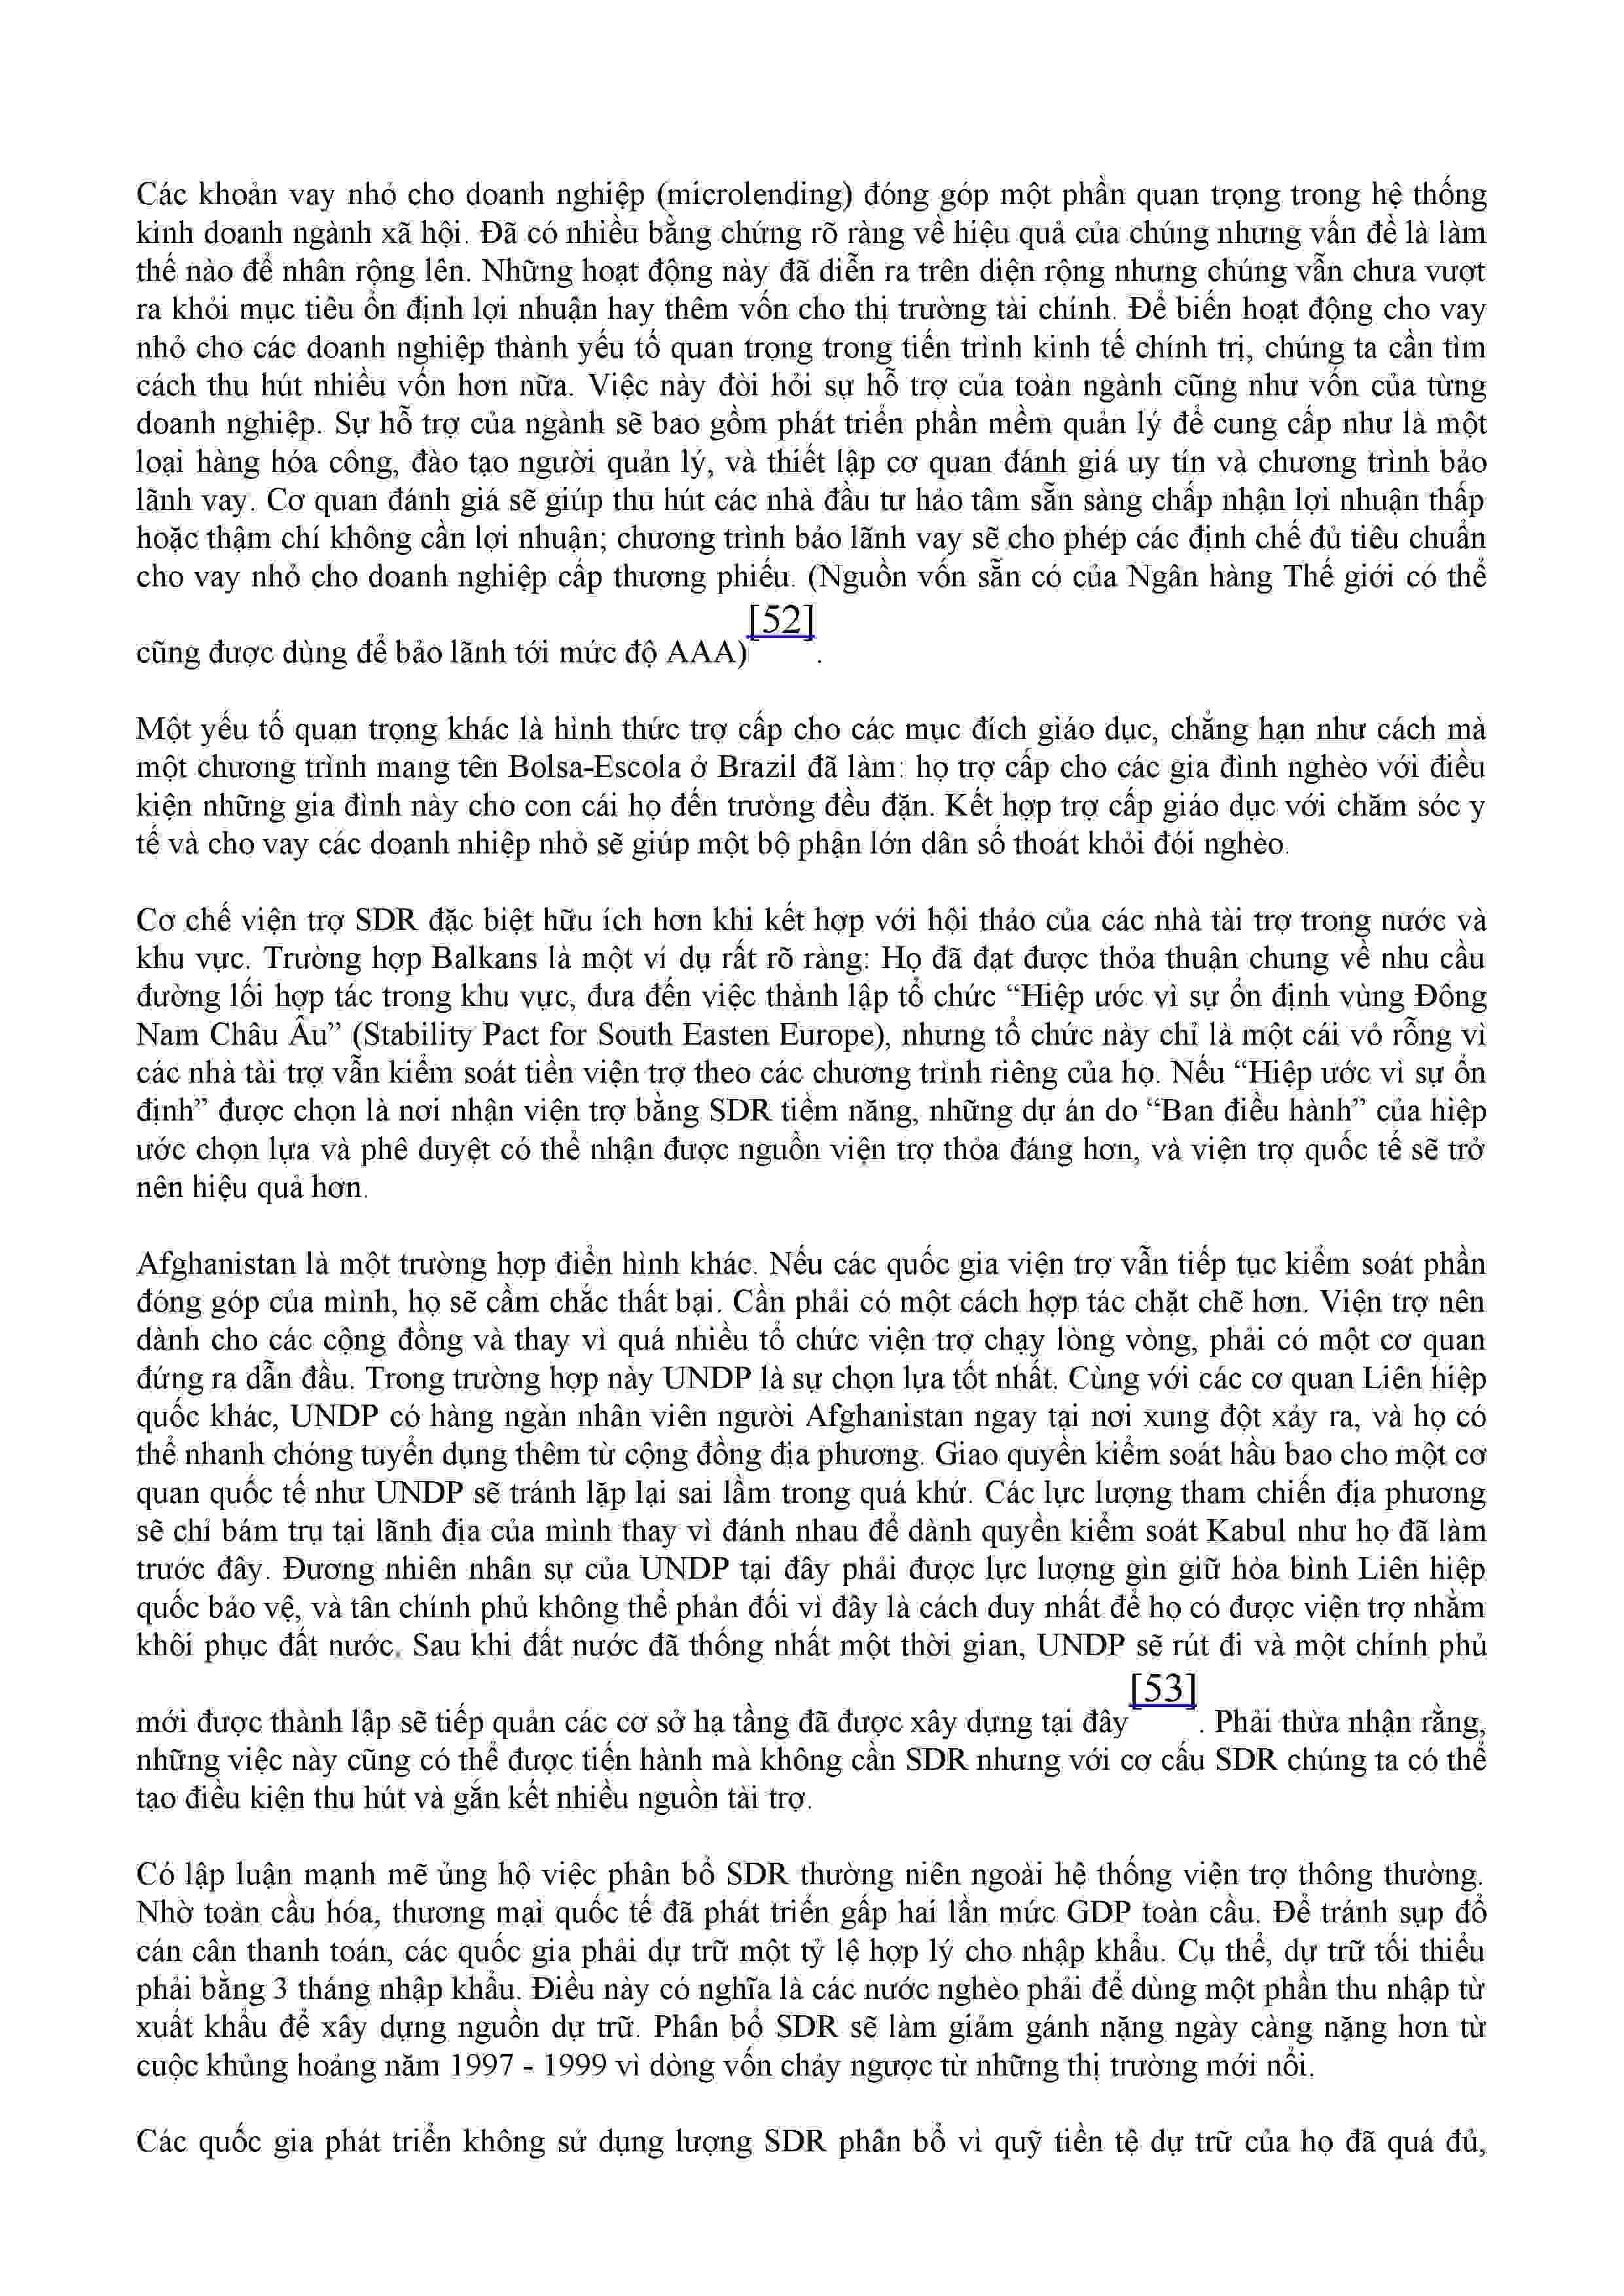 Các khoản vay nhỏ cho doanh nghiệp (microlending) đóng góp một phần quan trọng trong hệ thống
kinh doanh ngành xã hội. Đã có nhiều bằng chứng rõ ràng về hiệu quả của chúng nhưng vấn đề là làm
thế nào để nhân rộng lên. Những hoạt động này đã diễn ra trên diện rộng nhưng chúng vẫn chưa vượt
ra khỏi mục tiêu ổn định lợi nhuận hay thêm vốn cho thị trường tài chính. Để biến hoạt động cho vay
nhỏ cho các doanh nghiệp thành yếu tố quan trọng trong tiến trình kinh tế chính trị, chúng ta cần tìm
cách thu hút nhiều vốn hơn nữa. Việc này đòi hỏi sự hỗ trợ của toàn ngành cũng như vốn của từng
doanh nghiệp. Sự hỗ trợ của ngành sẽ bao gồm phát triển phần mềm quản lý để cung cấp như là một
loại hàng hóa công, đào tạo người quản lý, và thiết lập cơ quan đánh giá uy tín và chương trình bảo
lãnh vay. Cơ quan đánh giá sẽ giúp thu hút các nhà đầu tư hảo tâm sẵn sàng chấp nhận lợi nhuận thấp
hoặc thậm chí không cần lợi nhuận; chương trình bảo lãnh vay sẽ cho phép các định chế đủ tiêu chuẩn
cho vay nhỏ cho doanh nghiệp cấp thương phiếu. (Nguồn vốn sẵn có của Ngân hàng Thế giới có thể
cũng được dùng để bảo lãnh tới mức độ AAA)[52].
Một yếu tố quan trọng khác là hình thức trợ cấp cho các mục đích giáo dục, chẳng hạn như cách mà
một chương trình mang tên Bolsa-Escola ở Brazil đã làm: họ trợ cấp cho các gia đình nghèo với điều
kiện những gia đình này cho con cái họ đến trường đều đặn. Kết hợp trợ cấp giáo dục với chăm sóc y
tế và cho vay các doanh nhiệp nhỏ sẽ giúp một bộ phận lớn dân số thoát khỏi đói nghèo.
Cơ chế viện trợ SDR đặc biệt hữu ích hơn khi kết hợp với hội thảo của các nhà tài trợ trong nước và
khu vực. Trường hợp Balkans là một ví dụ rất rõ ràng: Họ đã đạt được thỏa thuận chung về nhu cầu
đường lối hợp tác trong khu vực, đưa đến việc thành lập tổ chức “Hiệp ước vì sự ổn định vùng Đông
Nam Châu Âu” (Stability Pact for South Easten Europe), nhưng tổ chức này chỉ là một cái vỏ rỗng vì
các nhà tài trợ vẫn kiểm soát tiền viện trợ theo các chuơng trình riêng của họ. Nếu “Hiệp ước vì sự ổn
định” được chọn là nơi nhận viện trợ bằng SDR tiềm năng, những dự án do “Ban điều hành” của hiệp
ước chọn lựa và phê duyệt có thể nhận được nguồn viện trợ thỏa đáng hơn, và viện trợ quốc tế sẽ trở
nên hiệu quả hơn.
Afghanistan là một trường hợp điển hình khác. Nếu các quốc gia viện trợ vẫn tiếp tục kiểm soát phần
đóng góp của mình, họ sẽ cầm chắc thất bại. Cần phải có một cách hợp tác chặt chẽ hơn. Viện trợ nên
dành cho các cộng đồng và thay vì quá nhiều tổ chức viện trợ chạy lòng vòng, phải có một cơ quan
đứng ra dẫn đầu. Trong trường hợp này UNDP là sự chọn lựa tốt nhất. Cùng với các cơ quan Liên hiệp
quốc khác, UNDP có hàng ngàn nhân viên người Afghanistan ngay tại nơi xung đột xảy ra, và họ có
thể nhanh chóng tuyển dụng thêm từ cộng đồng địa phương. Giao quyền kiểm soát hầu bao cho một cơ
quan quốc tế như UNDP sẽ tránh lặp lại sai lầm trong quá khứ. Các lực lượng tham chiến địa phương
sẽ chỉ bám trụ tại lãnh địa của mình thay vì đánh nhau để dành quyền kiểm soát Kabul như họ đã làm
trước đây. Đương nhiên nhân sự của UNDP tại đây phải được lực lượng gìn giữ hòa bình Liên hiệp
quốc bảo vệ, và tân chính phủ không thể phản đối vì đây là cách duy nhất để họ có được viện trợ nhằm
khôi phục đất nước. Sau khi đất nước đã thống nhất một thời gian, UNDP sẽ rút đi và một chính phủ
mới được thành lập sẽ tiếp quản các cơ sở hạ tầng đã được xây dựng tại đây[53]. Phải thừa nhận rằng,
những việc này cũng có thể được tiến hành mà không cần SDR nhưng với cơ cấu SDR chúng ta có thể
tạo điều kiện thu hút và gắn kết nhiều nguồn tài trợ.
Có lập luận mạnh mẽ ủng hộ việc phân bổ SDR thường niên ngoài hệ thống viện trợ thông thường.
Nhờ toàn cầu hóa, thương mại quốc tế đã phát triển gấp hai lần mức GDP toàn cầu. Để tránh sụp đổ
cán cân thanh toán, các quốc gia phải dự trữ một tỷ lệ hợp lý cho nhập khẩu. Cụ thể, dự trữ tối thiểu
phải bằng 3 tháng nhập khẩu. Điều này có nghĩa là các nước nghèo phải để dùng một phần thu nhập từ
xuất khẩu để xây dựng nguồn dự trữ. Phân bổ SDR sẽ làm giảm gánh nặng ngày càng nặng hơn từ
cuộc khủng hoảng năm 1997 - 1999 vì dòng vốn chảy ngược từ những thị trường mới nổi.
Các quốc gia phát triển không sử dụng lượng SDR phân bổ vì quỹ tiền tệ dự trữ của họ đã quá đủ,